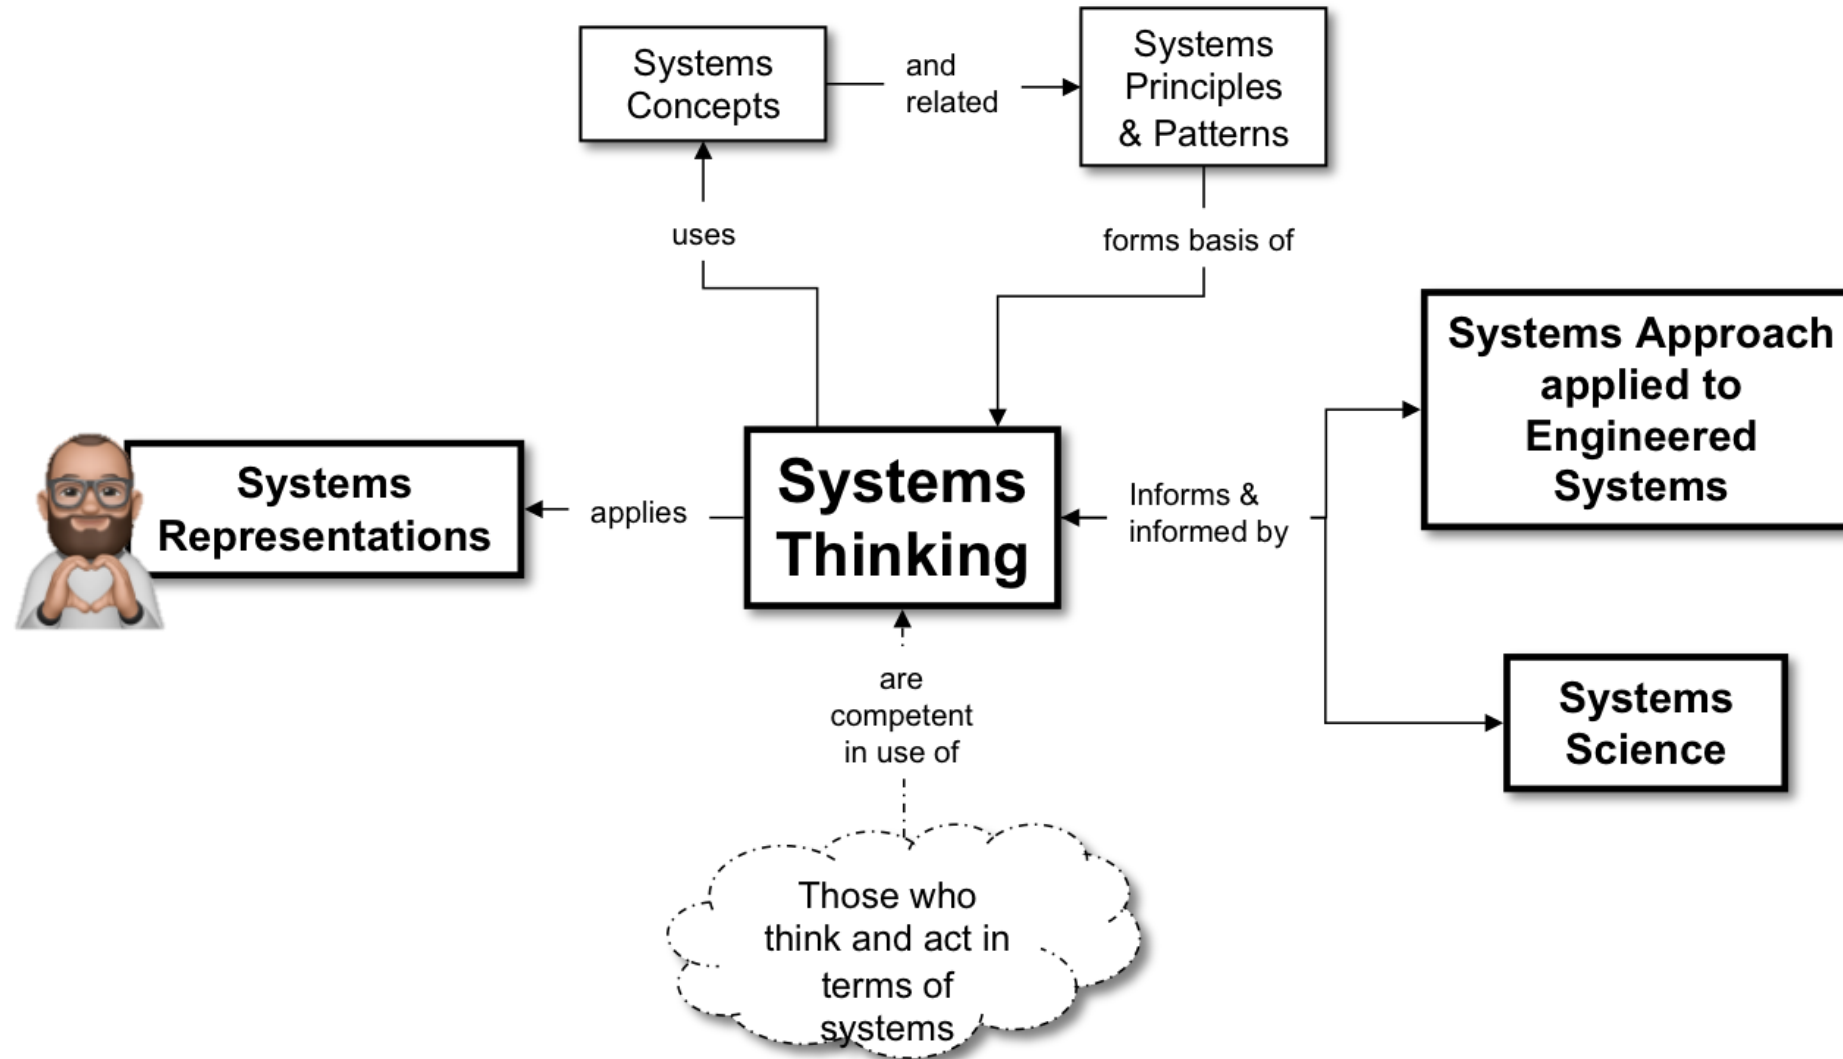 Systems
Concepts
and
related
Systems
Principles
& Patterns
uses
forms basis of
Systems Approach
applied to
Engineered
Systems
Systems
Representations
applies
Systems
Thinking
Informs &
informed by
are
competent
in use of
Systems
Science
Those who
think and act in
terms of
systems